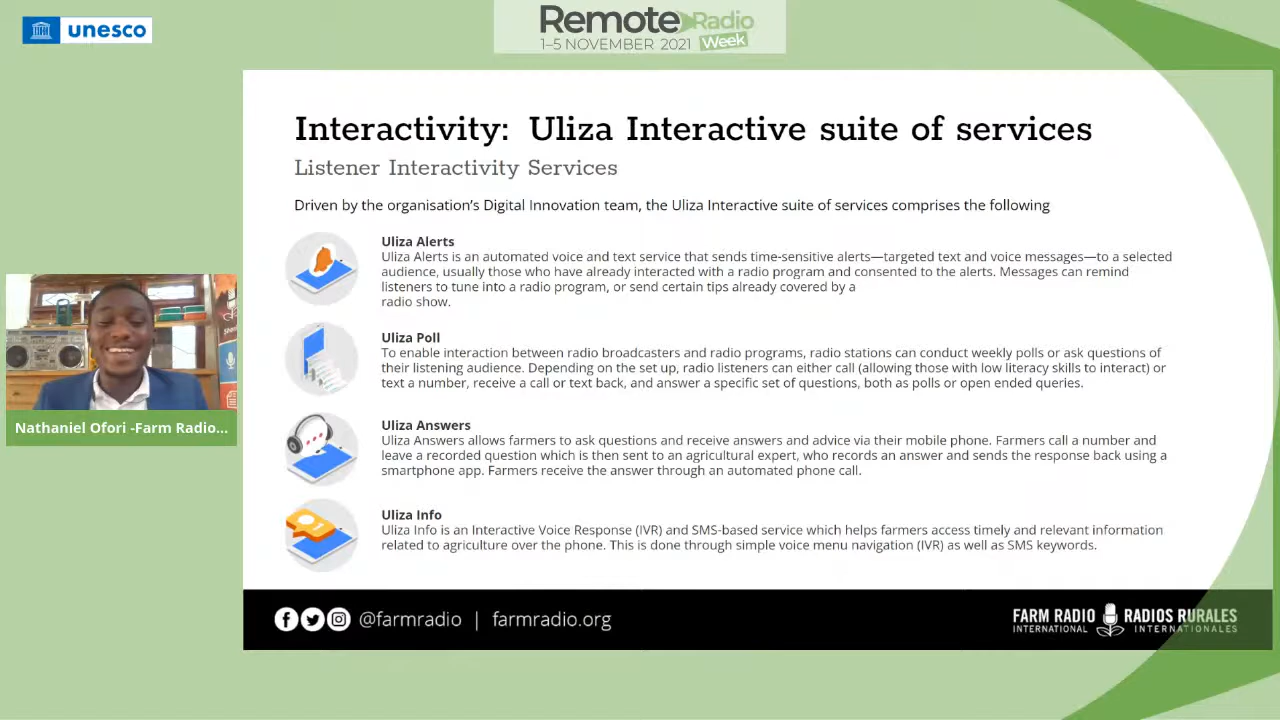 unesco
Remote Radio
1–5 NOVEMBER 2021 Week
Interactivity: Uliza Interactive suite of services
Listener Interactivity Services
Driven by the organisation's Digital Innovation team, the Uliza Interactive suite of services comprises the following
Uliza Alerts
Uliza Alerts is an automated voice and text service that sends time-sensitive alerts—targeted text and voice messages—to a selected
audience, usually those who have already interacted with a radio program and consented to the alerts. Messages can remind
listeners to tune into a radio program, or send certain tips already covered by a
radio show.
Uliza Poll
To enable interaction between radio broadcasters and radio programs, radio stations can conduct weekly polls or ask questions of
their listening audience. Depending on the set up, radio listeners can either call (allowing those with low literacy skills to interact) or
text a number, receive a call or text back, and answer a specific set of questions, both as polls or open ended queries.
Nathaniel Ofori -Farm Radio...
Uliza Answers
Uliza Answers allows farmers to ask questions and receive answers and advice via their mobile phone. Farmers call a number and
leave a recorded question which is then sent to an agricultural expert, who records an answer and sends the response back using a
smartphone app. Farmers receive the answer through an automated phone call.
Uliza Info
Uliza Info is an Interactive Voice Response (IVR) and SMS-based service which helps farmers access timely and relevant information
related to agriculture over the phone. This is done through simple voice menu navigation (IVR) as well as SMS keywords.
@farmradio | farmradio.org
FARM RADIO RADIOS RURALES
INTERNATIONAL INTERNATIONALES